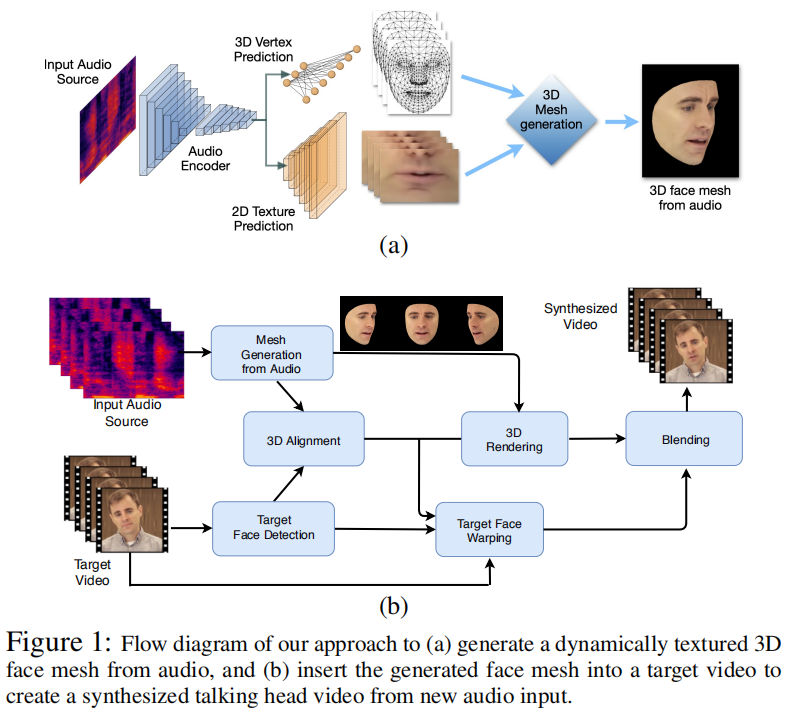 Input Audio
Source
3D Vertex
Prediction
Audio
Encoder
2D Texture
Prediction
3D
Mesh
generation
3D face mesh
from audio
(a)
Input Audio
Source
Mesh
Generation
from Audio
Synthesized
Video
3D Alignment
3D
Rendering
Blending
Target
Video
Target
Face Detection
Target Face
Warping
(b)
Figure 1: Flow diagram of our approach to (a) generate a dynamically textured 3D
face mesh from audio, and (b) insert the generated face mesh into a target video to
create a synthesized talking head video from new audio input.